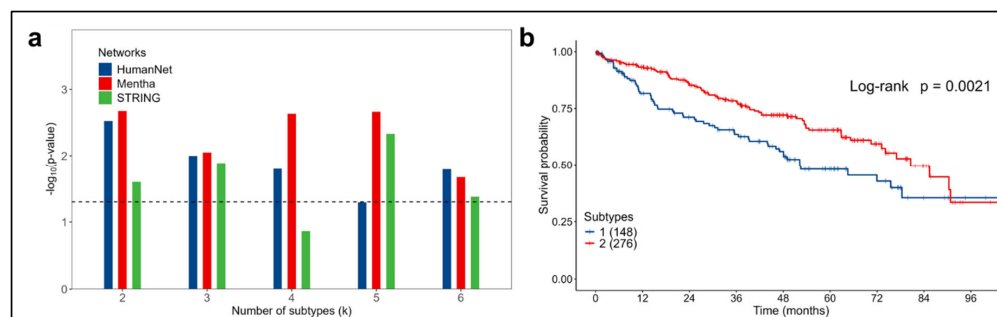 a
Networks
HumanNet
Mentha
STRING
-log10(p-value)
3
2
1
0
2 3 4 5 6
Number of subtypes (k)
b
Log-rank p = 0.0021
Survival probability
1.00
0.75
0.50
0.25
0.00
Subtypes
1 (148)
2 (276)
0 12 24 36 48 60 72 84 96
Time (months)